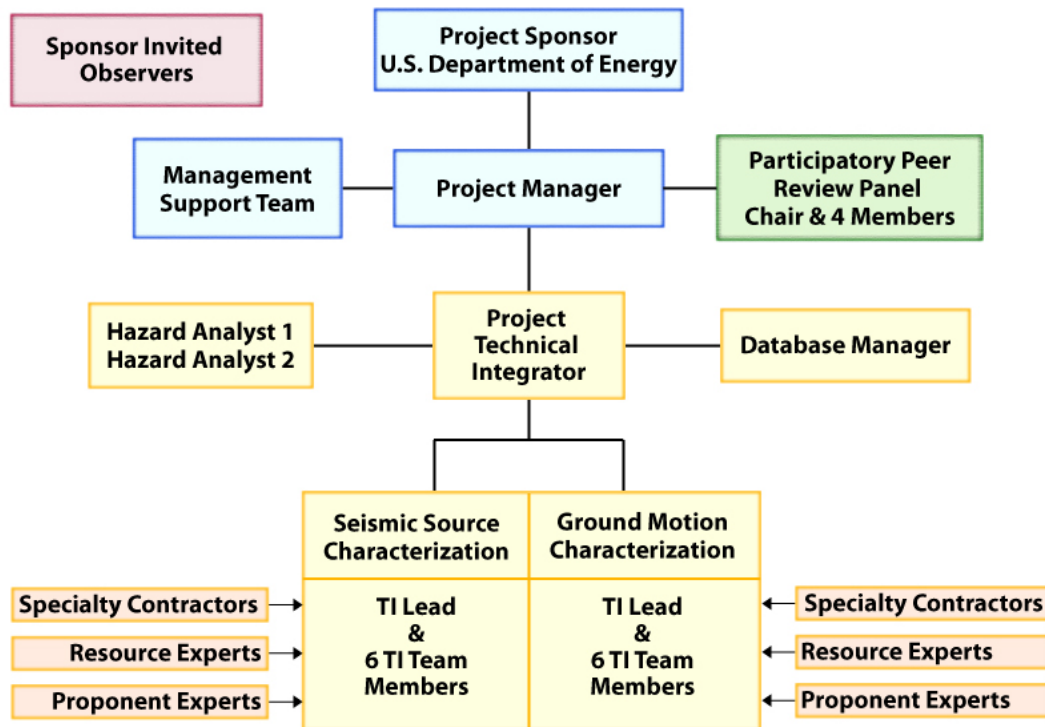 Sponsor Invited
Observers
Project Sponsor
U.S. Department of Energy
Management
Support Team
Project Manager
Participatory Peer
Review Panel
Chair & 4 Members
Hazard Analyst 1
Hazard Analyst 2
Project
Technical
Integrator
Database Manager
Seismic Source
Characterization
Ground Motion
Characterization
Specialty Contractors
Resource Experts
Proponent Experts
TI Lead
&
6 TI Team
Members
TI Lead
&
6 TI Team
Members
Specialty Contractors
Resource Experts
Proponent Experts